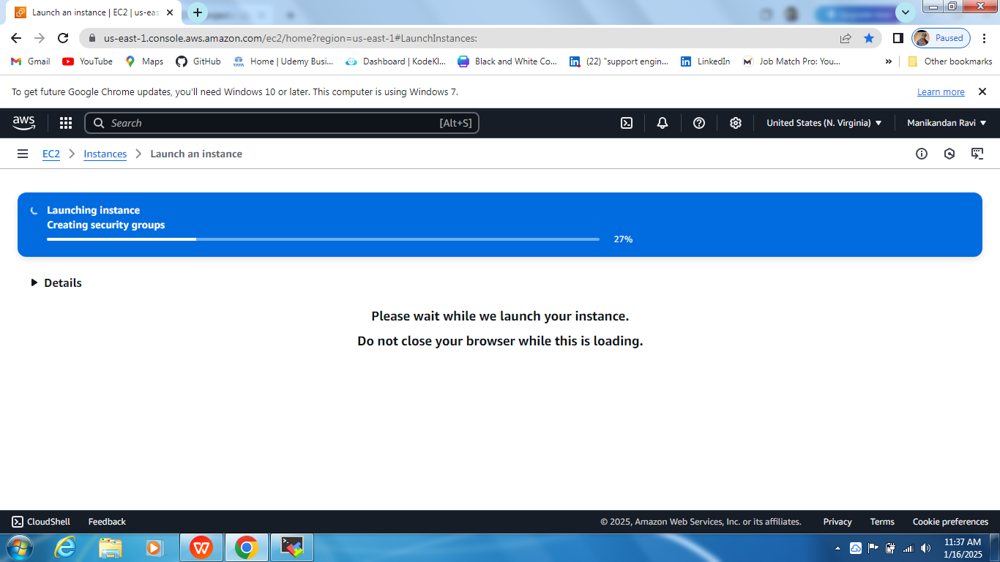 Launch an instance | EC2 | us-eas
us-east-1.console.aws.amazon.com/ec2/home?region=us-east-1#LaunchInstances:
Paused
Gmail
YouTube
Maps
GitHub
TATA
Home | Udemy Busi...
Dashboard | KodeKl...
Black and White Co...
(22) "support engin...
LinkedIn
Job Match Pro: You...
»
Other bookmarks
To get future Google Chrome updates, you'll need Windows 10 or later. This computer is using Windows 7.
Learn more
aws
Search
[Alt+S]
United States (N. Virginia)
Manikandan Ravi
EC2
Instances
Launch an instance
Launching instance
Creating security groups
27%
Details
Please wait while we launch your instance.
Do not close your browser while this is loading.
CloudShell
Feedback
© 2025, Amazon Web Services, Inc. or its affiliates.
Privacy
Terms
Cookie preferences
11:37 AM
1/16/2025